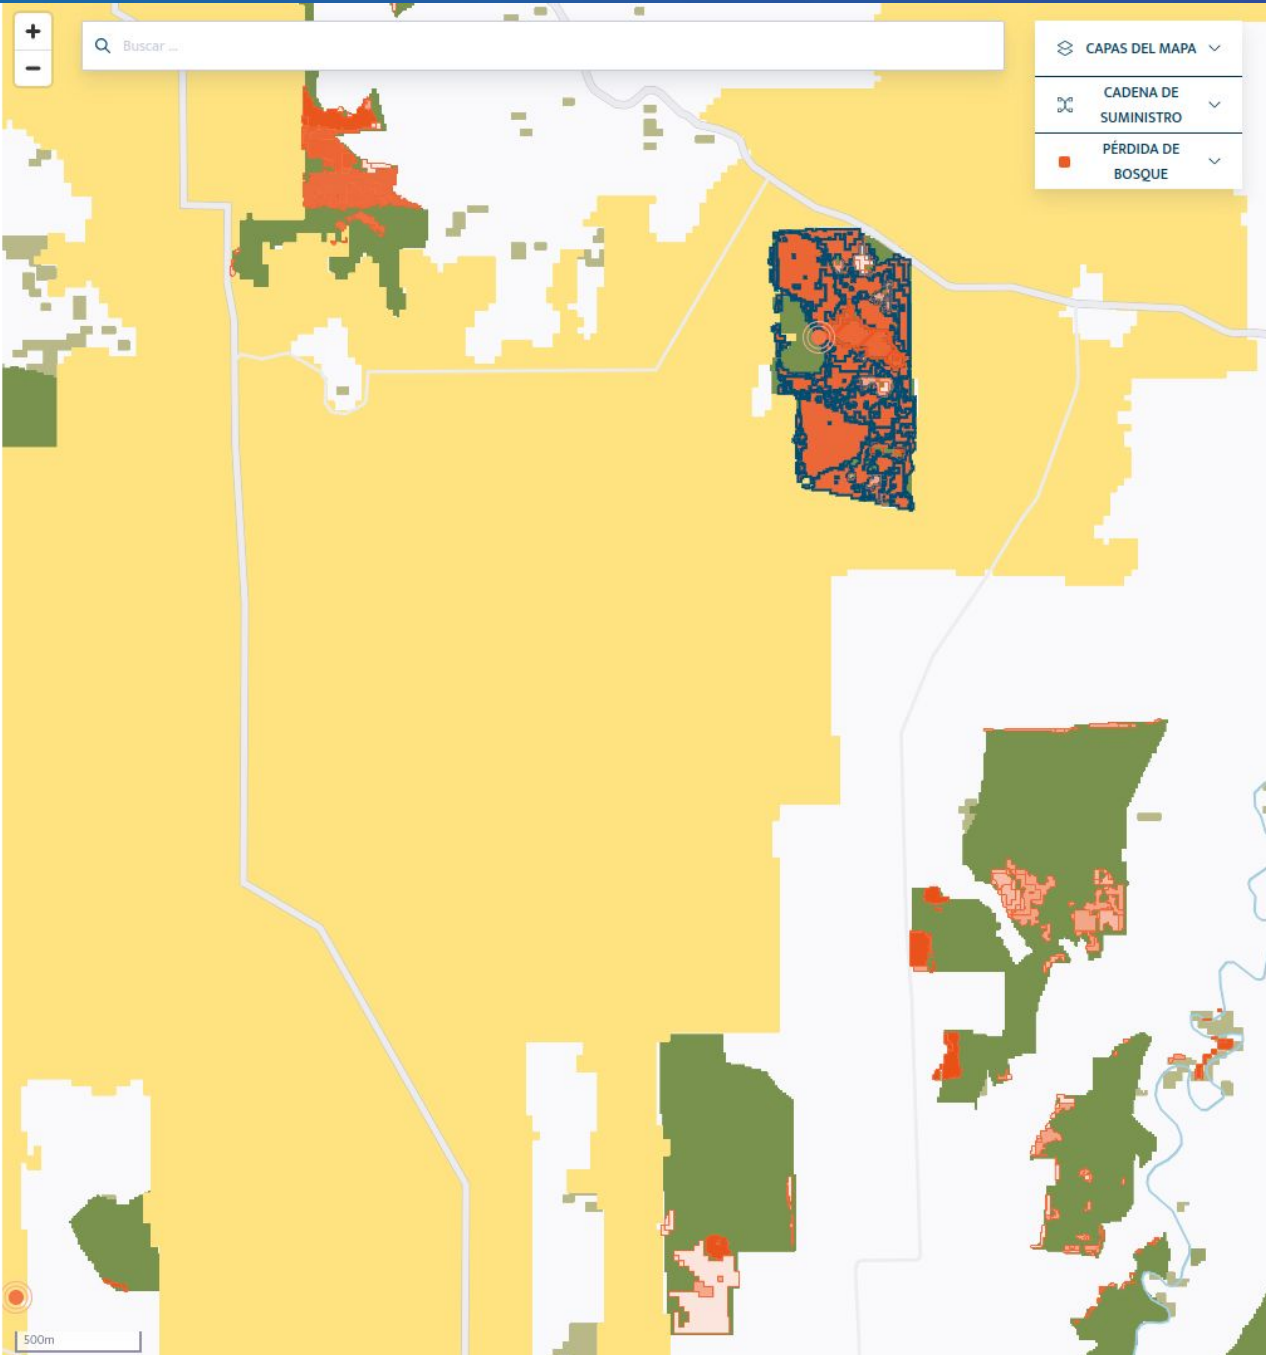 +
Buscar ...
CAPAS DEL MAPA
−
CADENA DE
SUMINISTRO
PÉRDIDA DE
BOSQUE
500m